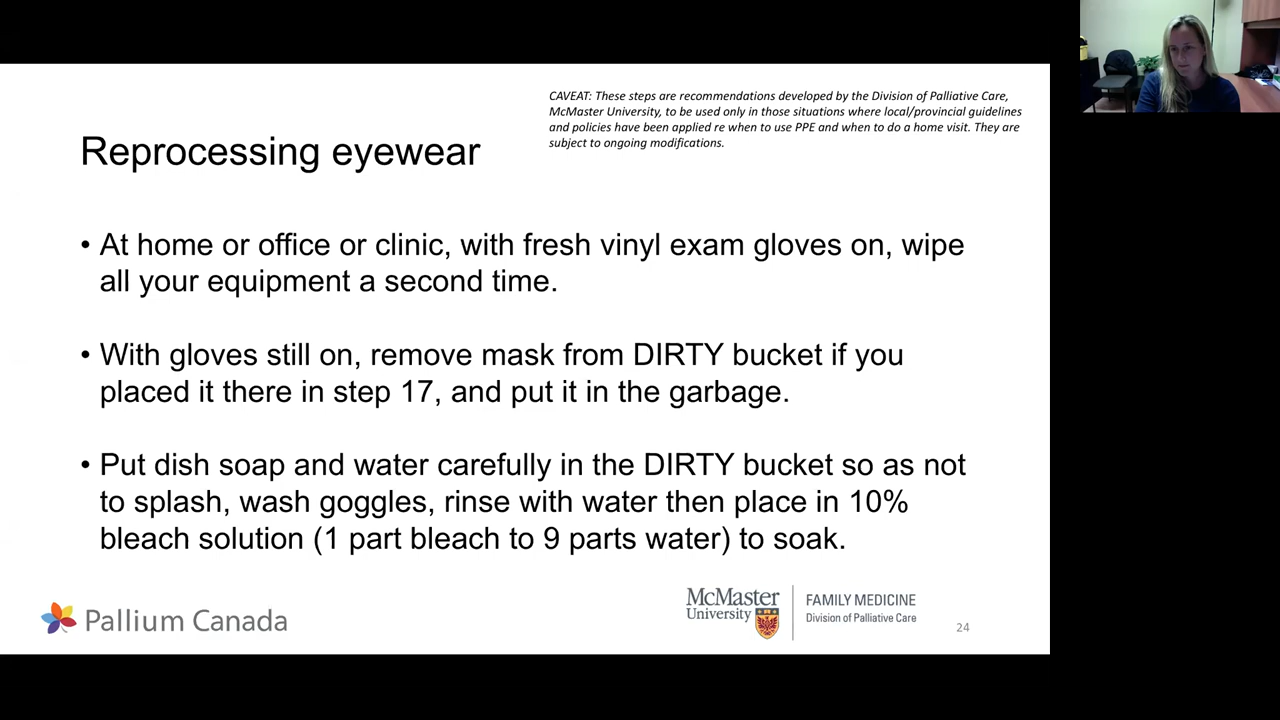 CAVEAT: These steps are recommendations developed by the Division of Palliative Care,
McMaster University, to be used only in those situations where local/provincial guidelines
and policies have been applied re when to use PPE and when to do a home visit. They are
subject to ongoing modifications.
Reprocessing eyewear
• At home or office or clinic, with fresh vinyl exam gloves on, wipe
all your equipment a second time.
• With gloves still on, remove mask from DIRTY bucket if you
placed it there in step 17, and put it in the garbage.
• Put dish soap and water carefully in the DIRTY bucket so as not
to splash, wash goggles, rinse with water then place in 10%
bleach solution (1 part bleach to 9 parts water) to soak.
Pallium Canada
McMaster
University
FAMILY MEDICINE
Division of Palliative Care
24